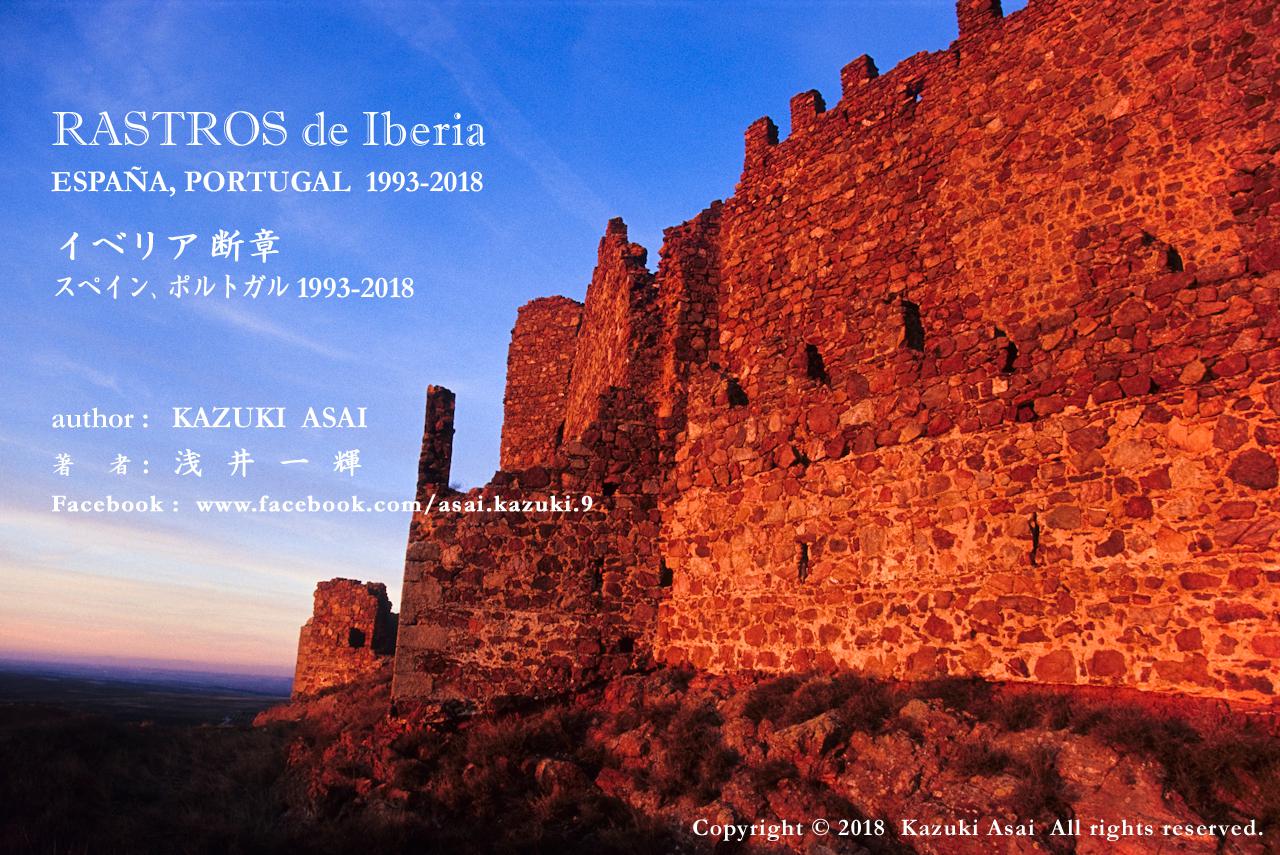 RASTROS de Iberia
ESPAÑA, PORTUGAL 1993-2018
イベリア断章
スペイン、ポルトガル 1993-2018
author : KAZUKI ASAI
著 者 : 浅 井 一 輝
Facebook : www.facebook.com/asai.kazuki.9
Copyright © 2018 Kazuki Asai All rights reserved.